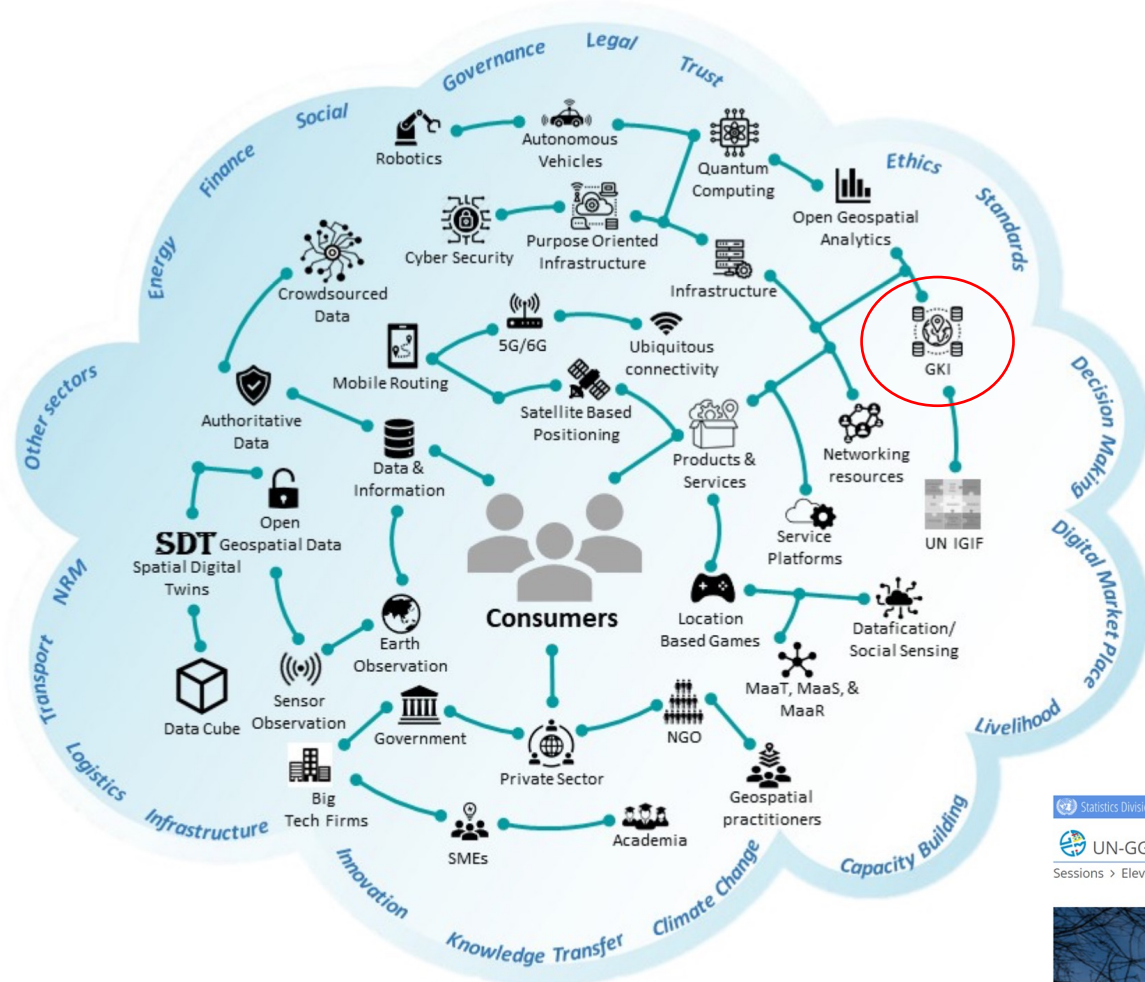 Governance
Legal
Trust
Social
Finance
Energy
Other sectors
Ethics
Standards
Decision Making
Digital Market Place
Livelihood
Capacity Building
Climate Change
Knowledge Transfer
Innovation
Infrastructure
Logistics
Transport
NRM
Robotics
Autonomous
Vehicles
Quantum
Computing
Open Geospatial
Analytics
Cyber Security
Purpose Oriented
Infrastructure
Infrastructure
GKI
Crowdsourced
Data
Mobile Routing
5G/6G
Ubiquitous
connectivity
Satellite Based
Positioning
Authoritative
Data
Data &
Information
Products &
Services
Networking
resources
UN IGIF
Service
Platforms
Open
Geospatial Data
SDT
Spatial Digital
Twins
Consumers
Location
Based Games
Datafication/
Social Sensing
MaaT, MaaS, &
MaaR
Earth
Observation
Data Cube
Sensor
Observation
Government
Private Sector
NGO
Geospatial
practitioners
Big
Tech Firms
SMEs
Academia
Statistics
UN-GG
Sessions >